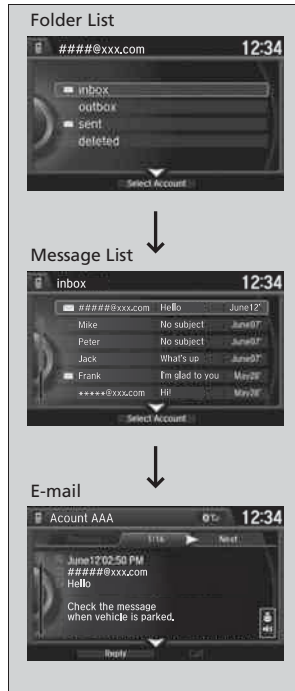 Folder List
####@xxx.com 12:34
inbox
outbox
sent
deleted
Select Account
Message List
inbox 12:34
#####@xxx.com Hello June12'
Mike No subject June07'
Peter No subject June07'
Jack What's up June07'
Frank I'm glad to you May28'
*****@xxx.com Hi! May28'
Select Account
E-mail
Acount AAA 12:34
1/16 Next
June12'02:50 PM
#####@xxx.com
Hello
Check the message
when vehicle is parked.
Reply Call